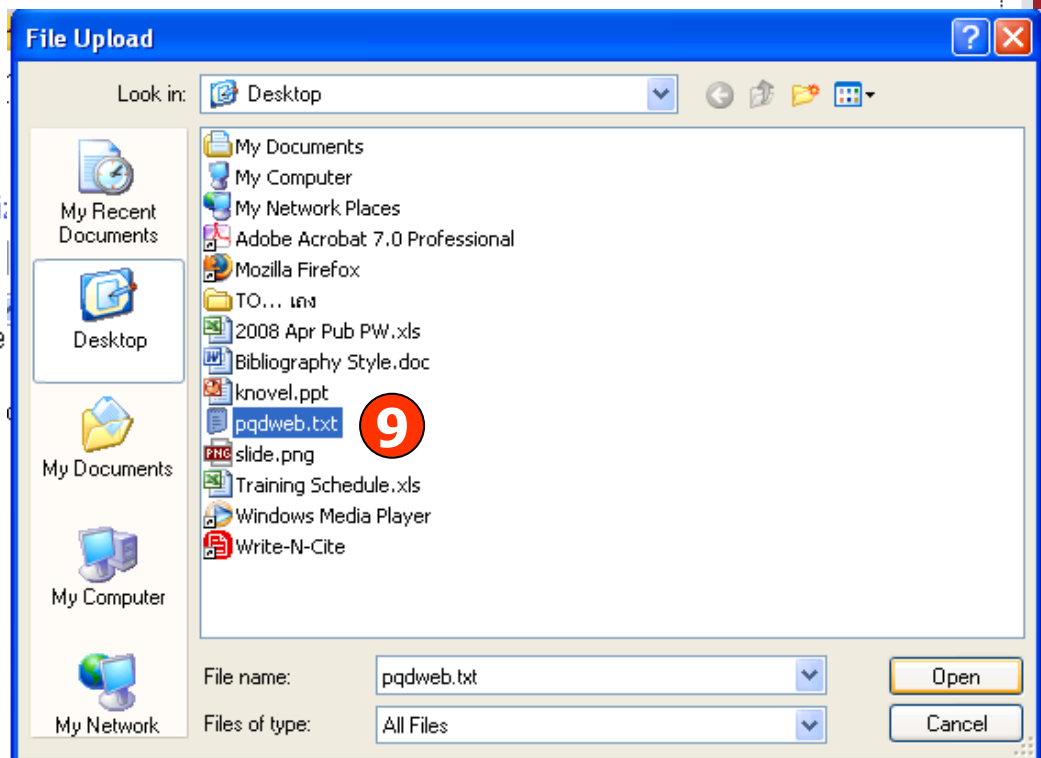 File Upload
Look in: Desktop
My Recent
Documents
Desktop
My Documents
My Computer
My Network
My Documents
My Computer
My Network Places
Adobe Acrobat 7.0 Professional
Mozilla Firefox
TO... เถง
2008 Apr Pub PW.xls
Bibliography Style.doc
knovel.ppt
pqdweb.txt 9
slide.png
Training Schedule.xls
Windows Media Player
Write-N-Cite
File name: pqdweb.txt Open
Files of type: All Files Cancel